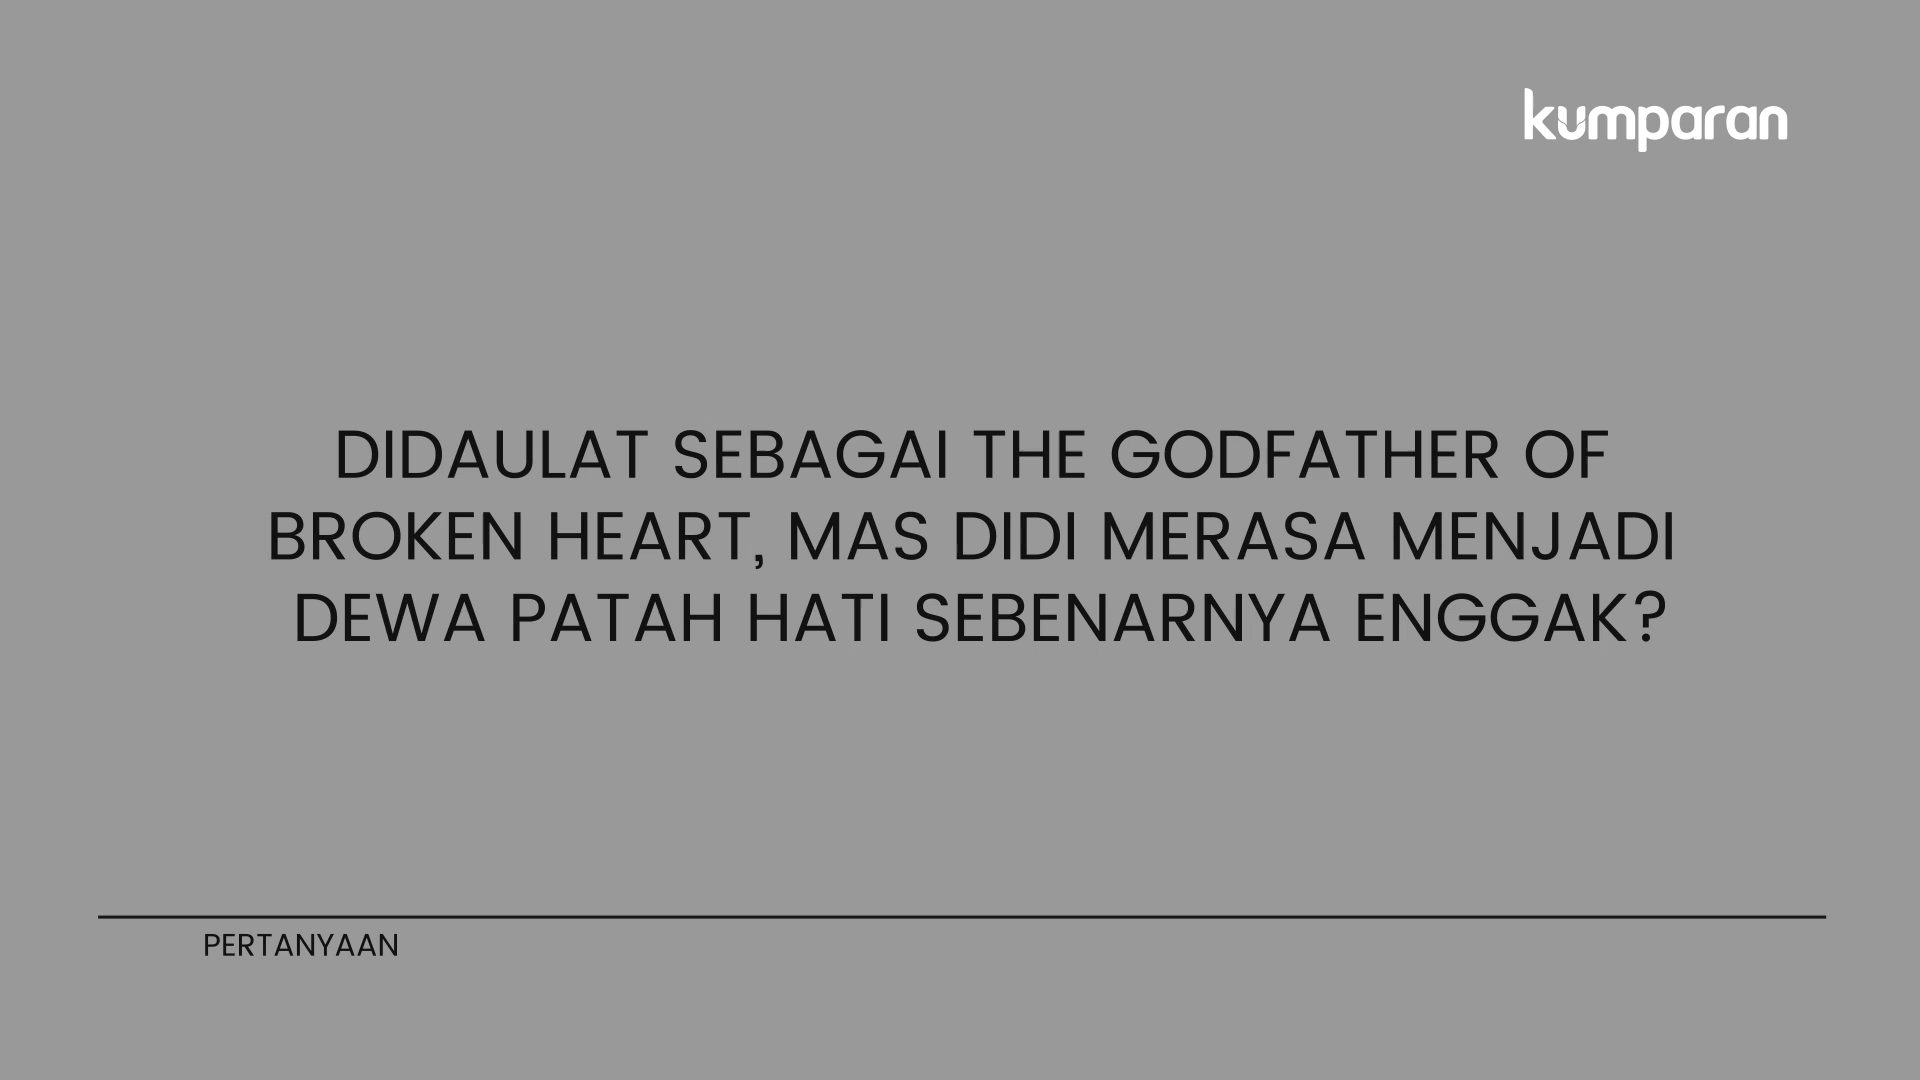 kumparan
DIDAULAT SEBAGAI THE GODFATHER OF
BROKEN HEART, MAS DIDI MERASA MENJADI
DEWA PATAH HATI SEBENARNYA ENGGAK?
PERTANYAAN